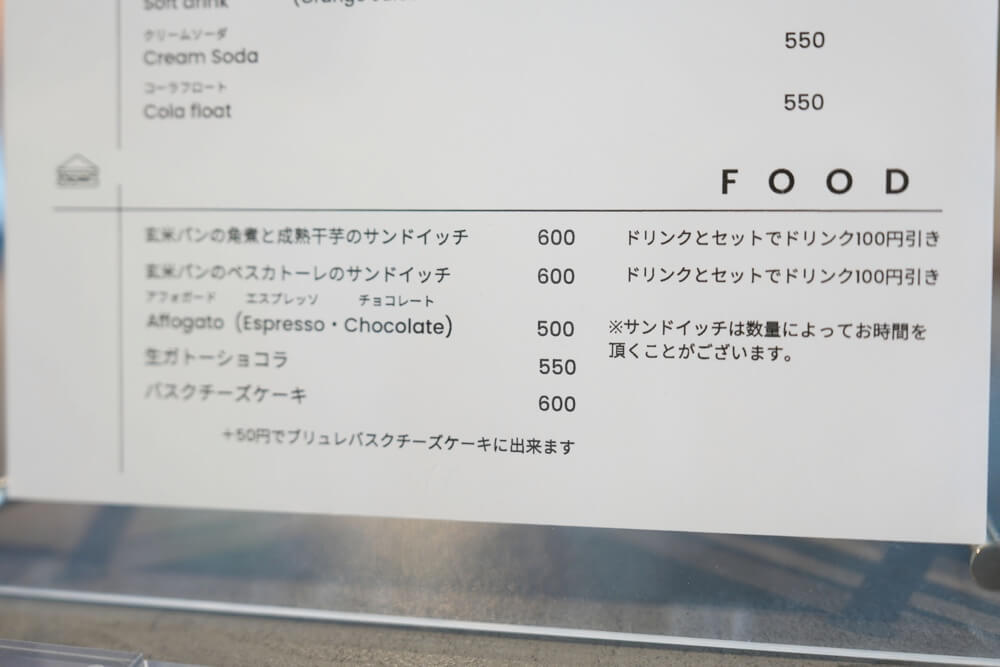 Soft drink
クリームソーダ
Cream Soda 550
コーラフロート
Cola float 550
FOOD
玄米パンの角煮と成熟干芋のサンドイッチ 600 ドリンクとセットでドリンク100円引き
玄米パンのペスカトーレのサンドイッチ 600 ドリンクとセットでドリンク100円引き
アフォガード エスプレッソ チョコレート
Affogato (Espresso・Chocolate) 500 ※サンドイッチは数量によってお時間を
頂くことがございます。
生ガトーショコラ 550
バスクチーズケーキ 600
+50円でブリュレバスクチーズケーキに出来ます